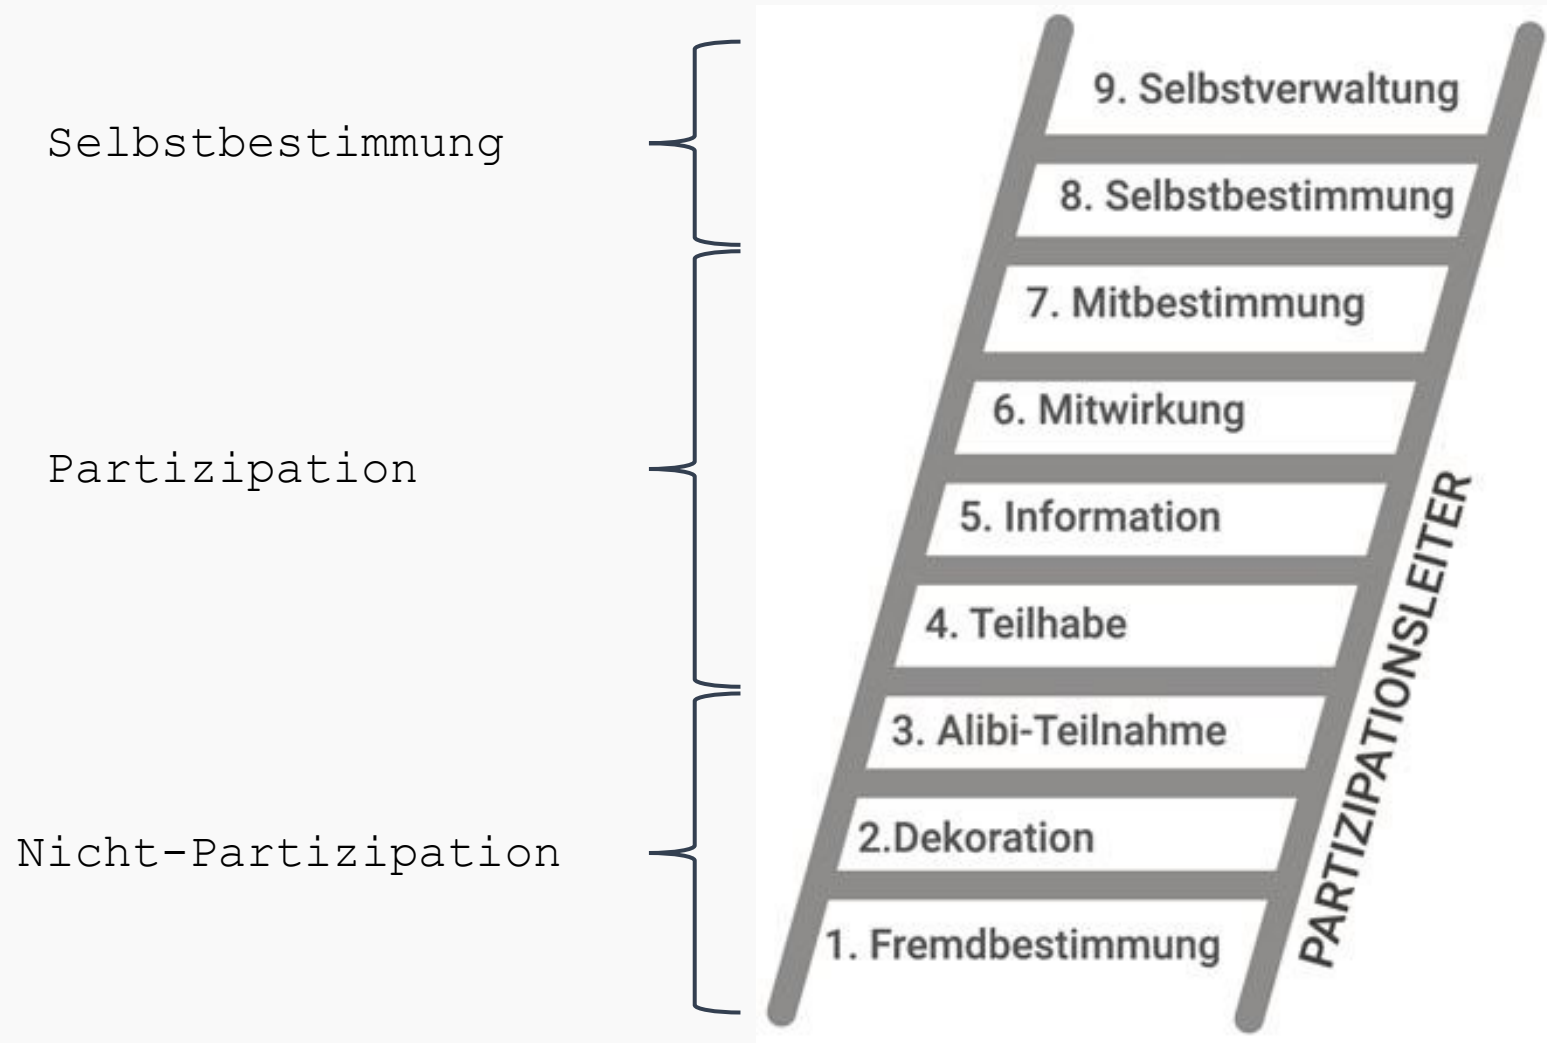 Selbstbestimmung
Partizipation
Nicht-Partizipation
9. Selbstverwaltung
8. Selbstbestimmung
7. Mitbestimmung
6. Mitwirkung
5. Information
4. Teilhabe
3. Alibi-Teilnahme
2.Dekoration
1. Fremdbestimmung
PARTIZIPATIONSLEITER